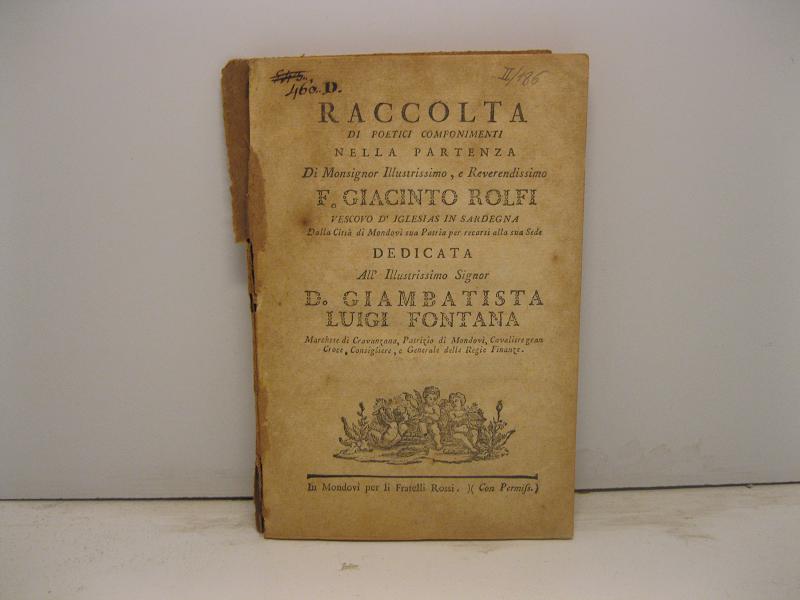 460. D.
II/186
RACCOLTA
DI POETICI COMPONIMENTI
NELLA PARTENZA
Di Monsignor Illustrissimo, e Reverendissimo
F. GIACINTO ROLFI
VESCOVO D' IGLESIAS IN SARDEGNA
Dalla Città di Mondovì sua Patria per recarsi alla sua Sede
DEDICATA
All' Illustrissimo Signor
D. GIAMBATISTA
LUIGI FONTANA
Marchese di Cravanzana, Patrizio di Mondovì, Cavaliere gran
Croce, Consigliere, e Generale delle Regie Finanze.
In Mondovì per li Fratelli Rossi. )( Con Permiss.)